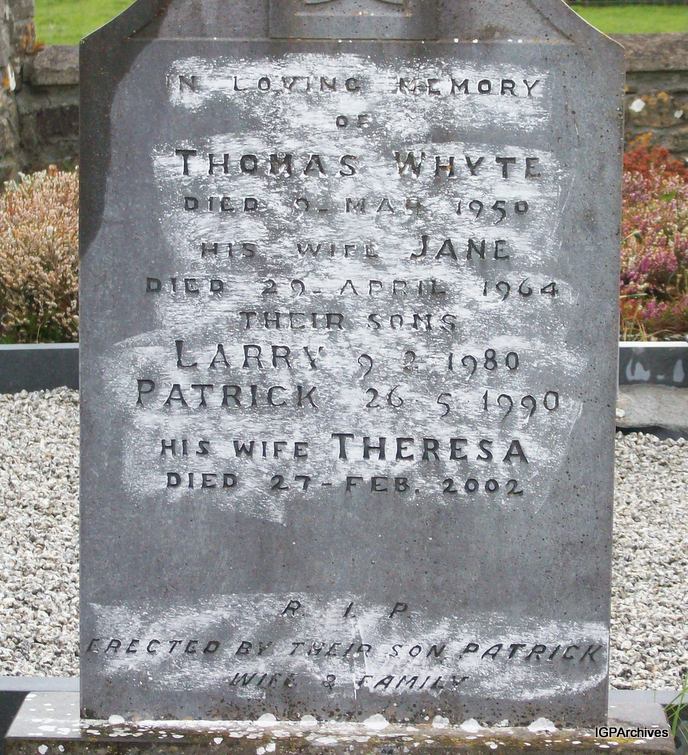 IN LOVING MEMORY
OF
THOMAS WHYTE
DIED 9- MAY 1950
HIS WIFE JANE
DIED 29- APRIL 1964
THEIR SONS
LARRY 9 2 1980
PATRICK 26 5 1990
HIS WIFE THERESA
DIED 27- FEB. 2002
R. I. P.
ERECTED BY THEIR SON PATRICK
WIFE & FAMILY
IGPArchives